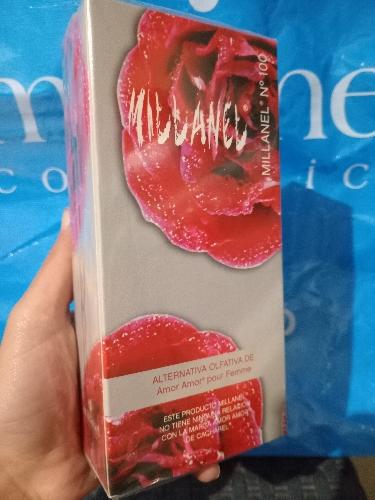 MILLANEL®
MILLANEL® Nº 100
ALTERNATIVA OLFATIVA DE
Amor Amor® pour Femme
ESTE PRODUCTO MILLANEL
NO TIENE NINGUNA RELACIÓN
CON LA MARCA AMOR AMOR
DE CACHAREL®